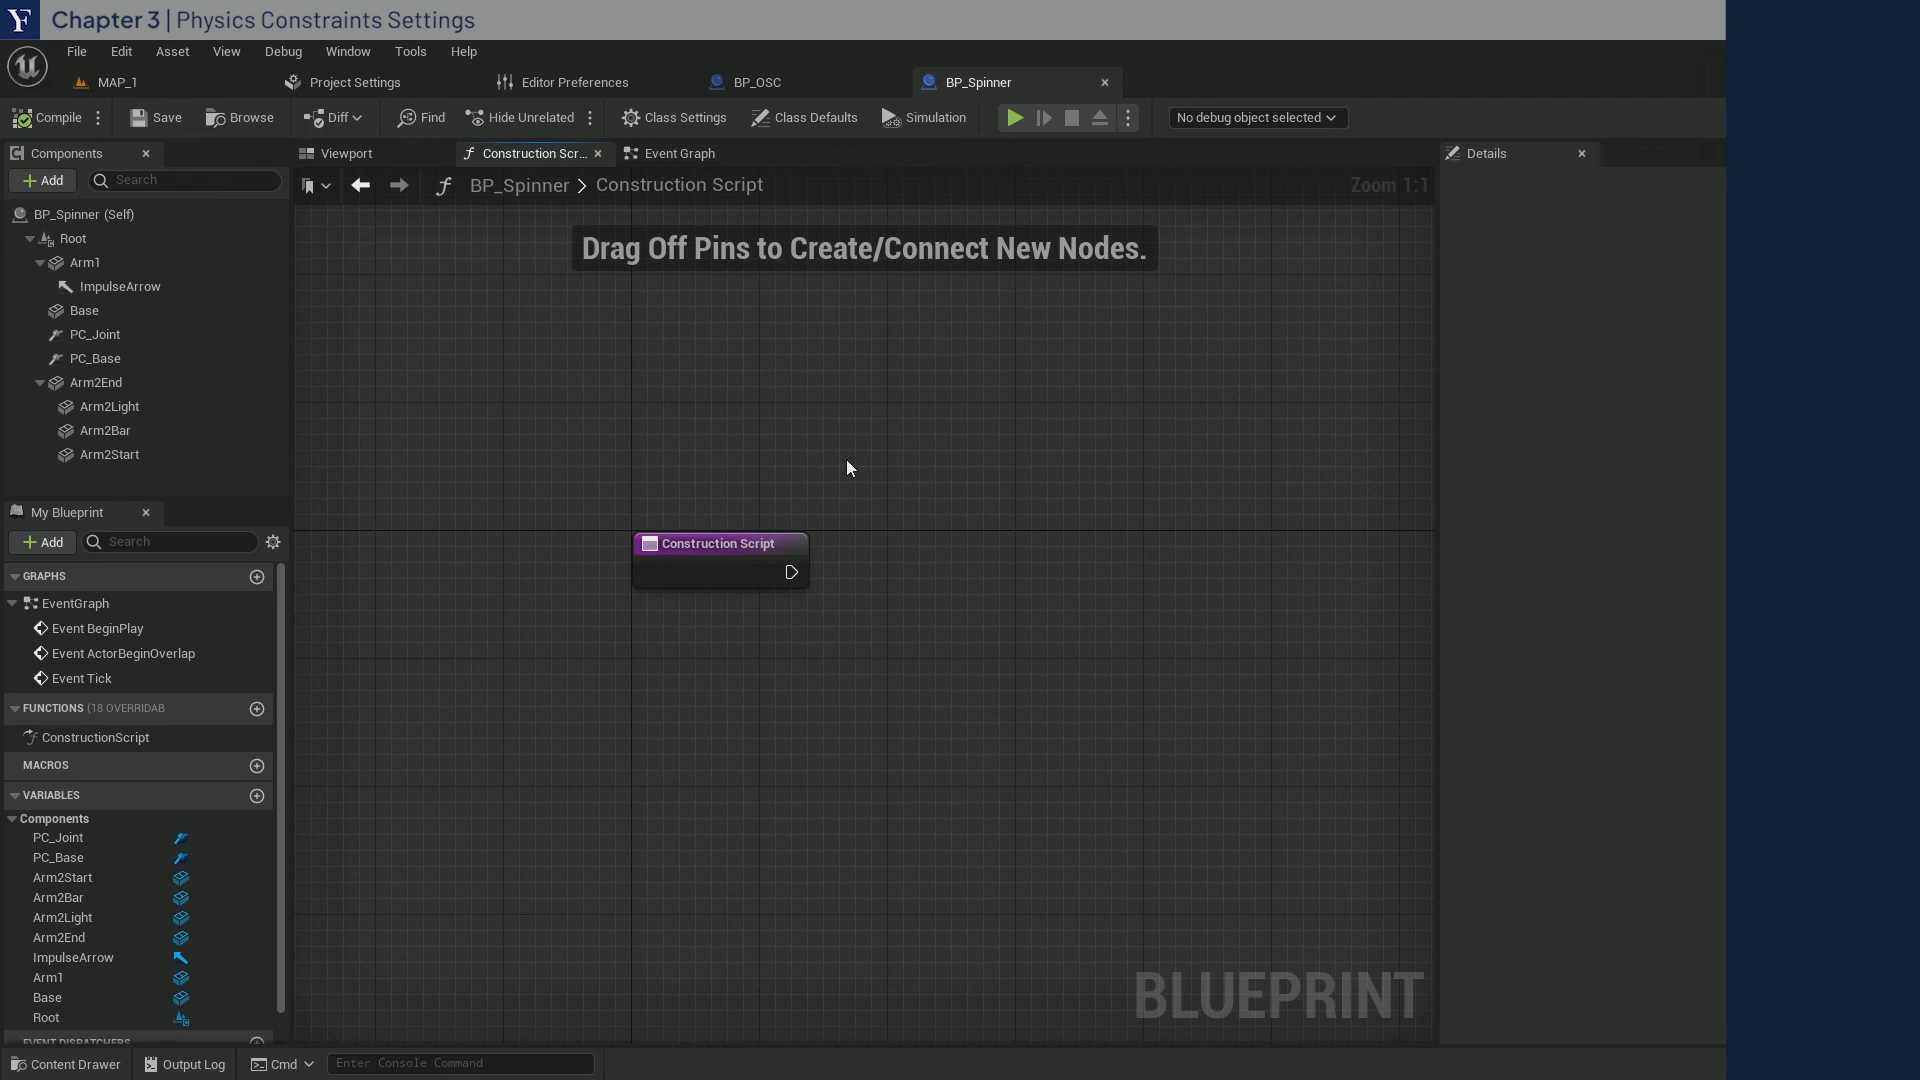 Chapter 3 | Physics Constraints Settings
File Edit Asset View Debug Window Tools Help
MAP_1 Project Settings Editor Preferences BP_OSC BP_Spinner
Compile Save Browse Diff Find Hide Unrelated Class Settings Class Defaults Simulation No debug object selected
Components
Viewport Construction Scr... Event Graph
Details
Add Search
BP_Spinner > Construction Script Zoom 1:1
Drag Off Pins to Create/Connect New Nodes.
BP_Spinner (Self)
Root
Arm1
ImpulseArrow
Base
PC_Joint
PC_Base
Arm2End
Arm2Light
Arm2Bar
Arm2Start
My Blueprint
Add Search
GRAPHS
EventGraph
Event BeginPlay
Event ActorBeginOverlap
Event Tick
FUNCTIONS (18 OVERRIDAB
ConstructionScript
MACROS
VARIABLES
Components
PC_Joint
PC_Base
Arm2Start
Arm2Bar
Arm2Light
Arm2End
ImpulseArrow
Arm1
Base
Root
EVENT DISPATCHERS
Construction Script
BLUEPRINT
Content Drawer Output Log Cmd Enter Console Command